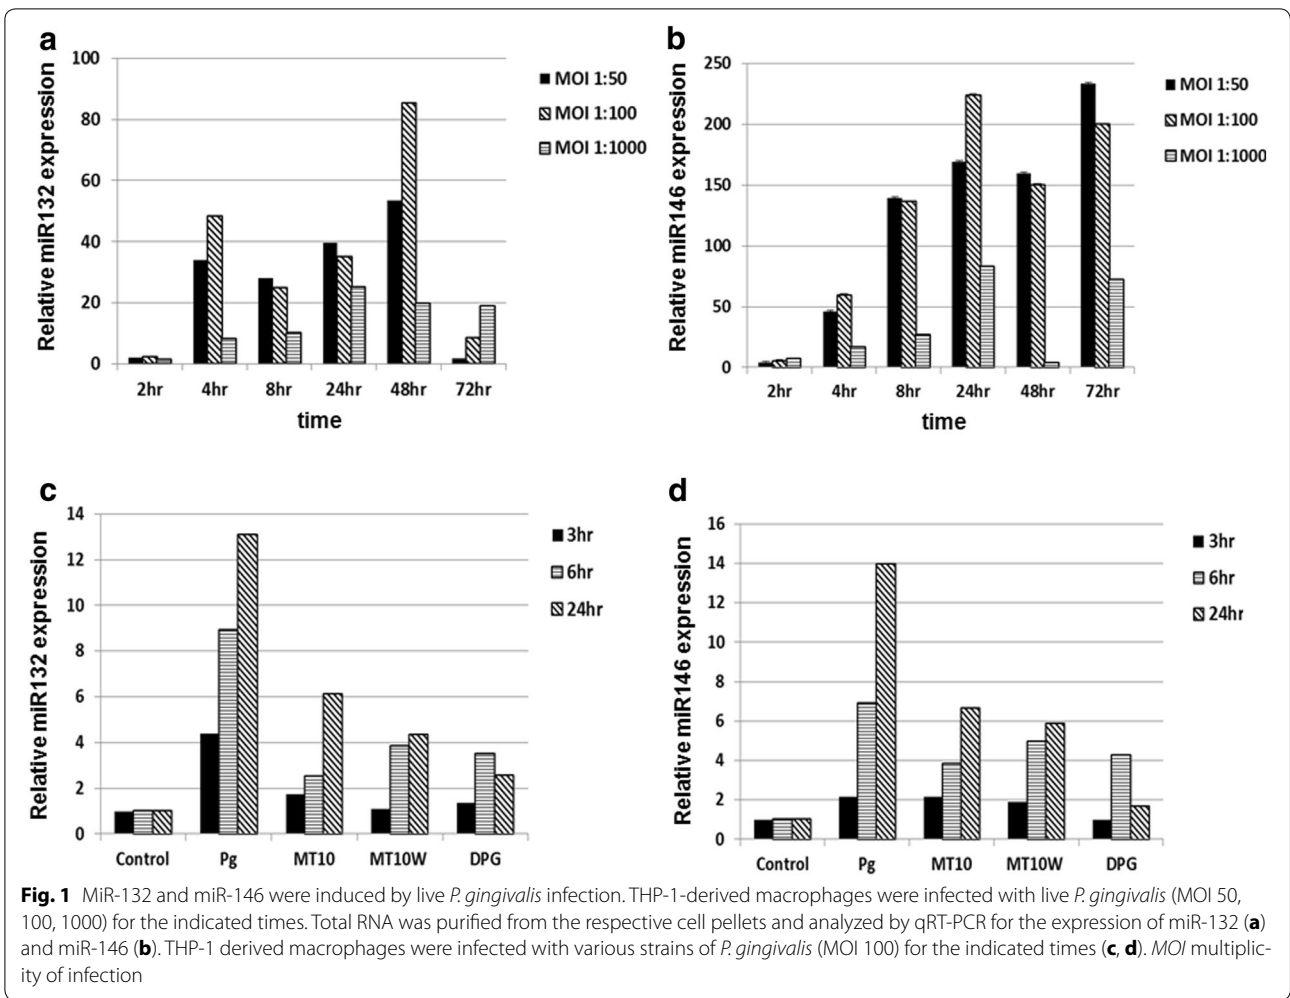 a
Relative miR132 expression
100
80
60
40
20
0
2hr 4hr 8hr 24hr 48hr 72hr
time
MOI 1:50
MOI 1:100
MOI 1:1000
b
Relative miR146 expression
250
200
150
100
50
0
2hr 4hr 8hr 24hr 48hr 72hr
time
MOI 1:50
MOI 1:100
MOI 1:1000
c
Relative miR132 expression
14
12
10
8
6
4
2
0
Control Pg MT10 MT10W DPG
3hr
6hr
24hr
d
Relative miR146 expression
16
14
12
10
8
6
4
2
0
Control Pg MT10 MT10W DPG
3hr
6hr
24hr
Fig. 1 MiR-132 and miR-146 were induced by live P. gingivalis infection. THP-1-derived macrophages were infected with live P. gingivalis (MOI 50,
100, 1000) for the indicated times. Total RNA was purified from the respective cell pellets and analyzed by qRT-PCR for the expression of miR-132 (a)
and miR-146 (b). THP-1 derived macrophages were infected with various strains of P. gingivalis (MOI 100) for the indicated times (c, d). MOI multiplic-
ity of infection